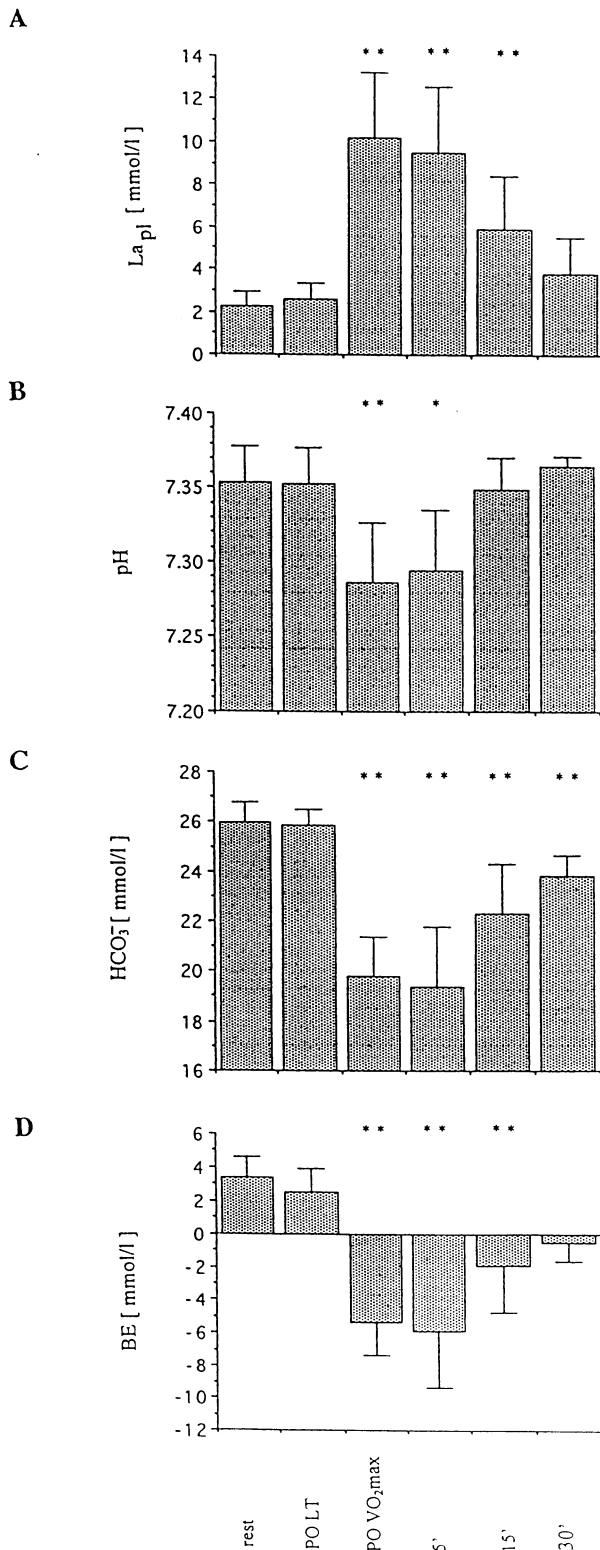 A
La pl [ mmol/l ]
14
12
10
8
6
4
2
0
** ** **
B
pH
7.40
7.35
7.30
7.25
7.20
** *
C
HCO3- [ mmol/l ]
28
26
24
22
20
18
16
** ** ** **
D
BE [ mmol/l ]
6
4
2
0
-2
-4
-6
-8
-10
-12
** ** **
rest
PO LT
PO VO2max
5'
15'
30'